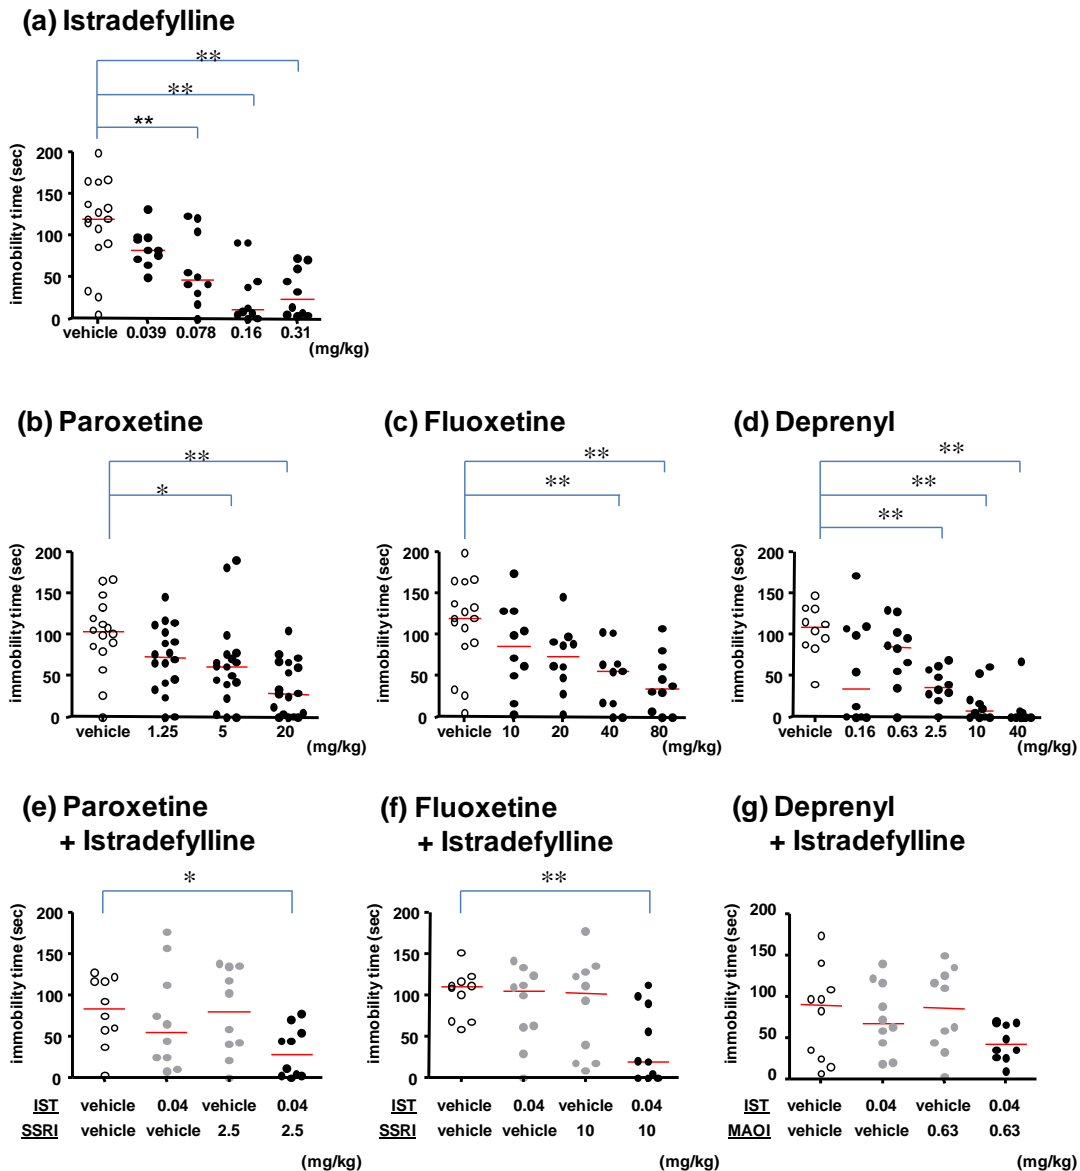 (a) Istradefylline
**
**
**
immobility time (sec)
200
150
100
50
0
vehicle 0.039 0.078 0.16 0.31
(mg/kg)
(b) Paroxetine
**
*
immobility time (sec)
200
150
100
50
0
vehicle 1.25 5 20
(mg/kg)
(c) Fluoxetine
**
**
immobility time (sec)
200
150
100
50
0
vehicle 10 20 40 80
(mg/kg)
(d) Deprenyl
**
**
**
immobility time (sec)
200
150
100
50
0
vehicle 0.16 0.63 2.5 10 40
(mg/kg)
(e) Paroxetine
+ Istradefylline
*
immobility time (sec)
200
150
100
50
0
IST vehicle 0.04 vehicle 0.04
SSRI vehicle vehicle 2.5 2.5
(mg/kg)
(f) Fluoxetine
+ Istradefylline
**
immobility time (sec)
200
150
100
50
0
IST vehicle 0.04 vehicle 0.04
SSRI vehicle vehicle 10 10
(mg/kg)
(g) Deprenyl
+ Istradefylline
immobility time (sec)
200
150
100
50
0
IST vehicle 0.04 vehicle 0.04
MAOI vehicle vehicle 0.63 0.63
(mg/kg)